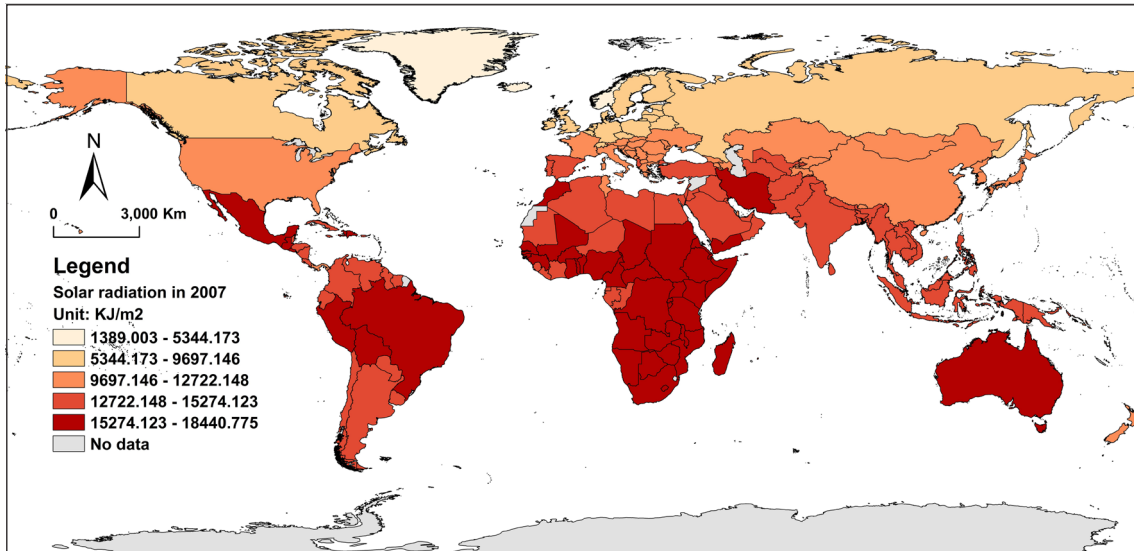 N
0 3,000 Km
Legend
Solar radiation in 2007
Unit: KJ/m2
1389.003 - 5344.173
5344.173 - 9697.146
9697.146 - 12722.148
12722.148 - 15274.123
15274.123 - 18440.775
No data